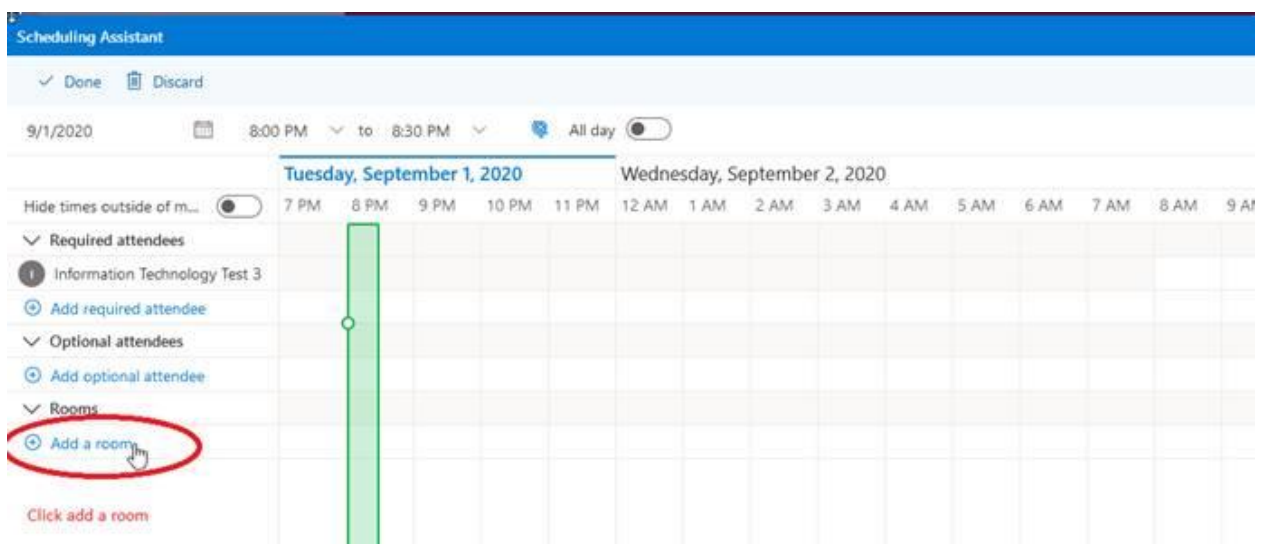 Scheduling Assistant
Done Discard
9/1/2020 8:00 PM to 8:30 PM All day
Tuesday, September 1, 2020 Wednesday, September 2, 2020
Hide times outside of m... 7 PM 8 PM 9 PM 10 PM 11 PM 12 AM 1 AM 2 AM 3 AM 4 AM 5 AM 6 AM 7 AM 8 AM 9 AM
Required attendees
I Information Technology Test 3
Add required attendee
Optional attendees
Add optional attendee
Rooms
Add a room
Click add a room